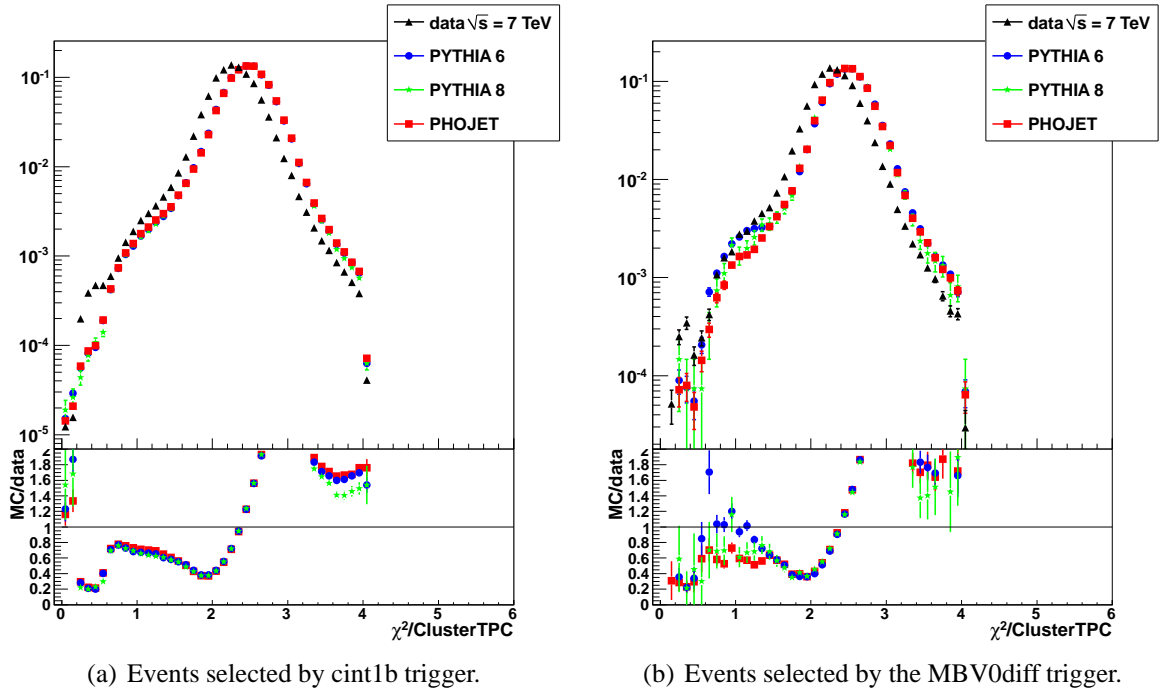 data √s = 7 TeV
PYTHIA 6
PYTHIA 8
PHOJET
10⁻¹
10⁻²
10⁻³
10⁻⁴
10⁻⁵
MC/data
1.8
1.6
1.4
1.2
1
0.8
0.6
0.4
0.2
0
0 1 2 3 4 5 6
χ²/ClusterTPC
(a) Events selected by cint1b trigger.
data √s = 7 TeV
PYTHIA 6
PYTHIA 8
PHOJET
10⁻¹
10⁻²
10⁻³
10⁻⁴
MC/data
1.8
1.6
1.4
1.2
1
0.8
0.6
0.4
0.2
0
0 1 2 3 4 5 6
χ²/ClusterTPC
(b) Events selected by the MBV0diff trigger.